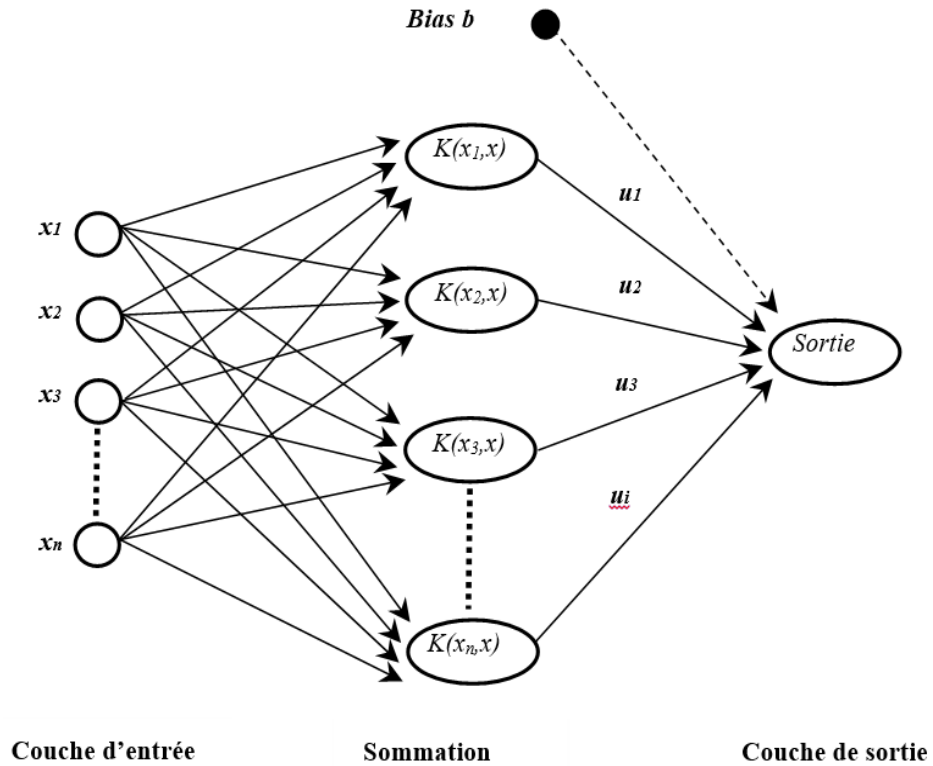 Bias b
K(x1,x)
u1
x1
K(x2,x)
u2
x2
Sortie
x3
u3
K(x3,x)
ui
xn
K(xn,x)
Couche d’entrée
Sommation
Couche de sortie